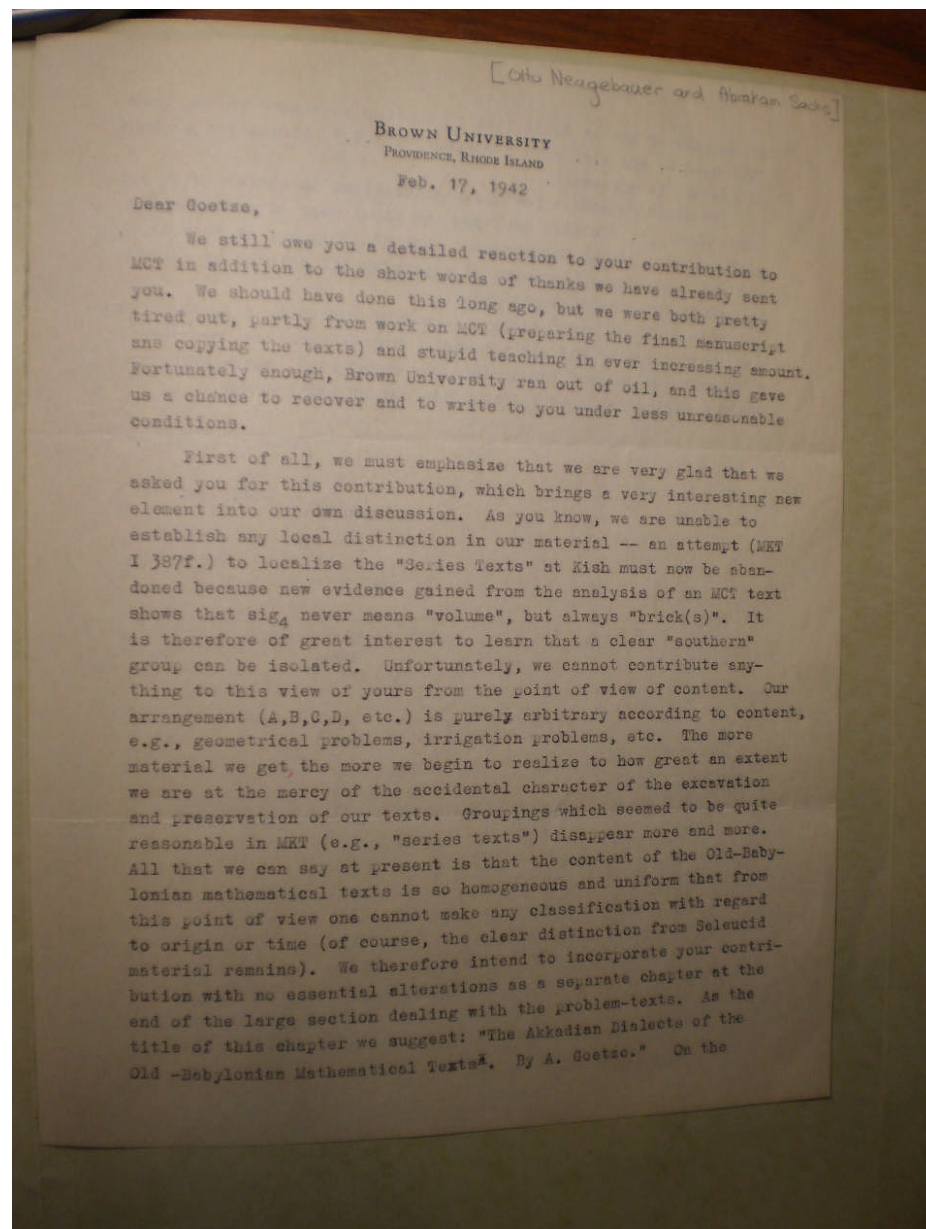 [Otto Neugebauer and Abraham Sachs]
BROWN UNIVERSITY
PROVIDENCE, RHODE ISLAND
Feb. 17, 1942
Dear Goetze,
We still owe you a detailed reaction to your contribution to
MCT in addition to the short words of thanks we have already sent
you. We should have done this long ago, but we were both pretty
tired out, partly from work on MCT (preparing the final manuscript
ans copying the texts) and stupid teaching in ever increasing amount.
Fortunately enough, Brown University ran out of oil, and this gave
us a chance to recover and to write to you under less unreasonable
conditions.
First of all, we must emphasize that we are very glad that we
asked you for this contribution, which brings a very interesting new
element into our own discussion. As you know, we are unable to
establish any local distinction in our material -- an attempt (MKT
I 387f.) to localize the "Series Texts" at Kish must now be aban-
doned because new evidence gained from the analysis of an MCT text
shows that sig₄ never means "volume", but always "brick(s)". It
is therefore of great interest to learn that a clear "southern"
group can be isolated. Unfortunately, we cannot contribute any-
thing to this view of yours from the point of view of content. Our
arrangement (A,B,C,D, etc.) is purely arbitrary according to content,
e.g., geometrical problems, irrigation problems, etc. The more
material we get, the more we begin to realize to how great an extent
we are at the mercy of the accidental character of the excavation
and preservation of our texts. Groupings which seemed to be quite
reasonable in MKT (e.g., "series texts") disappear more and more.
All that we can say at present is that the content of the Old-Baby-
lonian mathematical texts is so homogeneous and uniform that from
this point of view one cannot make any classification with regard
to origin or time (of course, the clear distinction from Seleucid
material remains). We therefore intend to incorporate your contri-
bution with no essential alterations as a separate chapter at the
end of the large section dealing with the problem-texts. As the
title of this chapter we suggest: "The Akkadian Dialects of the
Old -Babylonian Mathematical Texts". By A. Goetze." On the